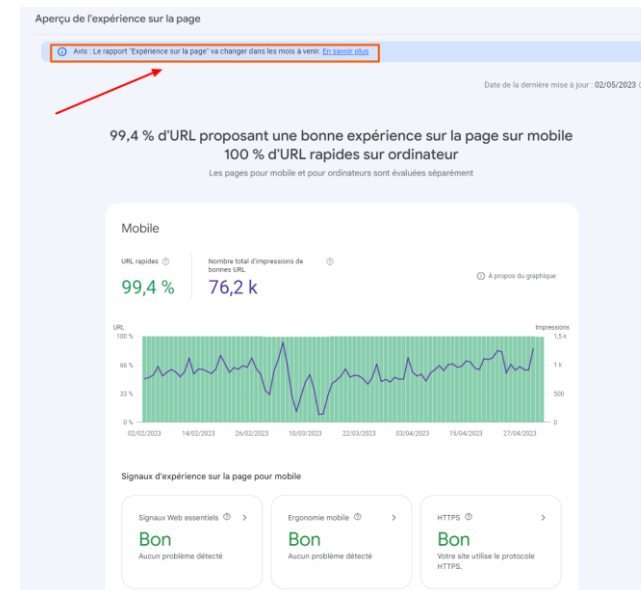 Aperçu de l'expérience sur la page
Avis : Le rapport "Expérience sur la page" va changer dans les mois à venir. En savoir plus
Date de la dernière mise à jour : 02/05/2023
99,4 % d'URL proposant une bonne expérience sur la page sur mobile
100 % d'URL rapides sur ordinateur
Les pages pour mobile et pour ordinateurs sont évaluées séparément
Mobile
URL rapides
99,4 %
Nombre total d'impressions de
bonnes URL
76,2 k
À propos du graphique
URL
Impressions
100 %
66 %
33 %
0 %
1,5 k
1 k
500
0
02/02/2023 14/02/2023 26/02/2023 10/03/2023 22/03/2023 03/04/2023 15/04/2023 27/04/2023
Signaux d'expérience sur la page pour mobile
Signaux Web essentiels
Bon
Aucun problème détecté
Ergonomie mobile
Bon
Aucun problème détecté
HTTPS
Bon
Votre site utilise le protocole
HTTPS.